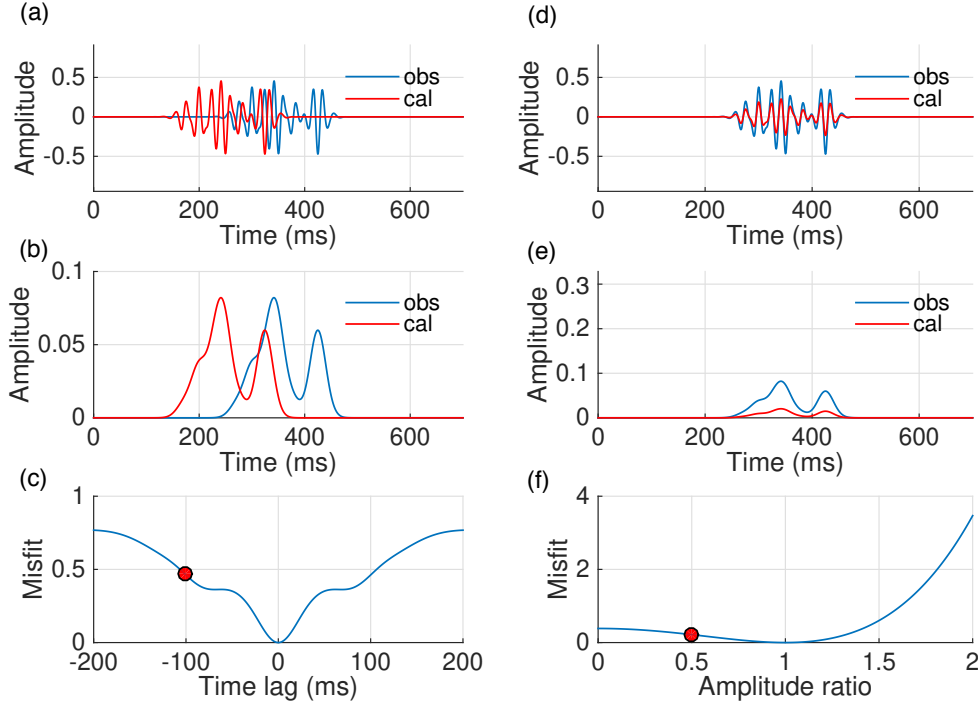 (a)
Amplitude
0.5
0
-0.5
obs
cal
0
200
400
600
Time (ms)
(d)
Amplitude
0.5
0
-0.5
obs
cal
0
200
400
600
Time (ms)
(b)
Amplitude
0.1
0.05
0
obs
cal
0
200
400
600
Time (ms)
(e)
Amplitude
0.3
0.2
0.1
0
obs
cal
0
200
400
600
Time (ms)
(c)
Misfit
1
0.5
0
-200
-100
0
100
200
Time lag (ms)
(f)
Misfit
4
2
0
0
0.5
1
1.5
2
Amplitude ratio